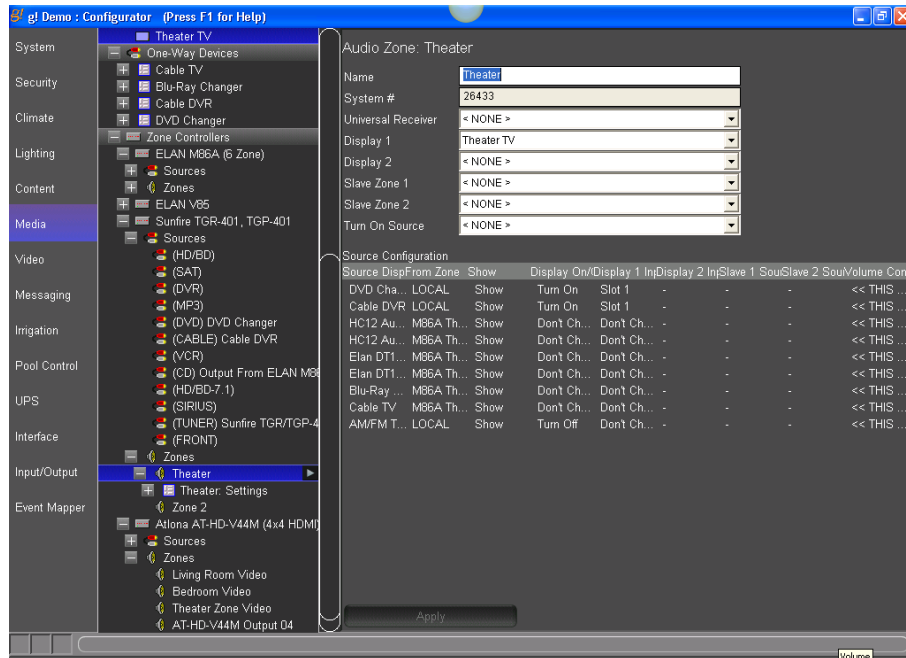 g! Demo : Configurator (Press F1 for Help)
System
Security
Climate
Lighting
Content
Media
Video
Messaging
Irrigation
Pool Control
UPS
Interface
Input/Output
Event Mapper
Theater TV
One-Way Devices
Cable TV
Blu-Ray Changer
Cable DVR
DVD Changer
Zone Controllers
ELAN M86A (6 Zone)
Sources
Zones
ELAN V85
Sunfire TGR-401, TGP-401
Sources
(HD/BD)
(SAT)
(DVR)
(MP3)
(DVD) DVD Changer
(CABLE) Cable DVR
(VCR)
(CD) Output From ELAN M86
(HD/BD-7.1)
(SIRIUS)
(TUNER) Sunfire TGR/TGP-4
(FRONT)
Zones
Theater
Theater: Settings
Zone 2
Atlona AT-HD-V44M (4x4 HDMI)
Sources
Zones
Living Room Video
Bedroom Video
Theater Zone Video
AT-HD-V44M Output 04
Audio Zone: Theater
Name Theater
System # 26433
Universal Receiver < NONE >
Display 1 Theater TV
Display 2 < NONE >
Slave Zone 1 < NONE >
Slave Zone 2 < NONE >
Turn On Source < NONE >
Source Configuration
Source Disp From Zone Show Display On/( Display 1 Inp Display 2 Inp Slave 1 Sou Slave 2 Sou Volume Con
DVD Cha... LOCAL Show Turn On Slot 1 - - - << THIS ...
Cable DVR LOCAL Show Turn On Slot 1 - - - << THIS ...
HC12 Au... M86A Th... Show Don't Ch... Don't Ch... - - - << THIS ...
HC12 Au... M86A Th... Show Don't Ch... Don't Ch... - - - << THIS ...
Elan DT1... M86A Th... Show Don't Ch... Don't Ch... - - - << THIS ...
Elan DT1... M86A Th... Show Don't Ch... Don't Ch... - - - << THIS ...
Blu-Ray ... M86A Th... Show Don't Ch... Don't Ch... - - - << THIS ...
Cable TV M86A Th... Show Don't Ch... Don't Ch... - - - << THIS ...
AM/FM T... LOCAL Show Turn Off Don't Ch... - - - << THIS ...
Apply
Volume